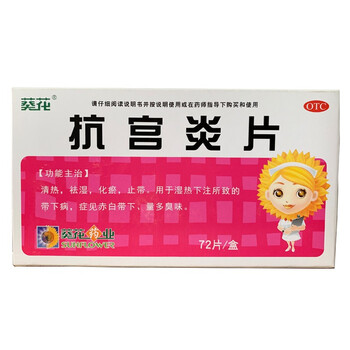 葵花®
请仔细阅读说明书并按说明使用或在药师指导下购买和使用
OTC
抗宫炎片
【功能主治】
清热，祛湿，化瘀，止带。用于湿热下注所致的
带下病，症见赤白带下、量多臭味。
葵花药业
SUNFLOWER
72片/盒